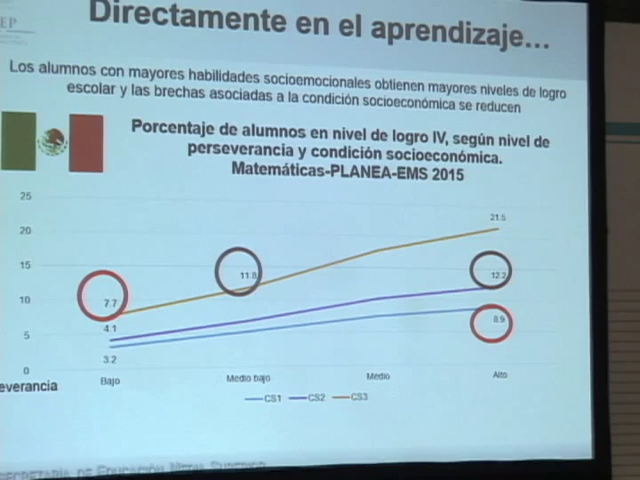 EP
Directamente en el aprendizaje...
Los alumnos con mayores habilidades socioemocionales obtienen mayores niveles de logro
escolar y las brechas asociadas a la condición socioeconómica se reducen
Porcentaje de alumnos en nivel de logro IV, según nivel de
perseverancia y condición socioeconómica.
Matemáticas-PLANEA-EMS 2015
25
20
15
10
5
0
21.5
11.8
12.2
7.7
8.9
4.1
3.2
everancia
Bajo
Medio bajo
Medio
Alto
CS1 CS2 CS3